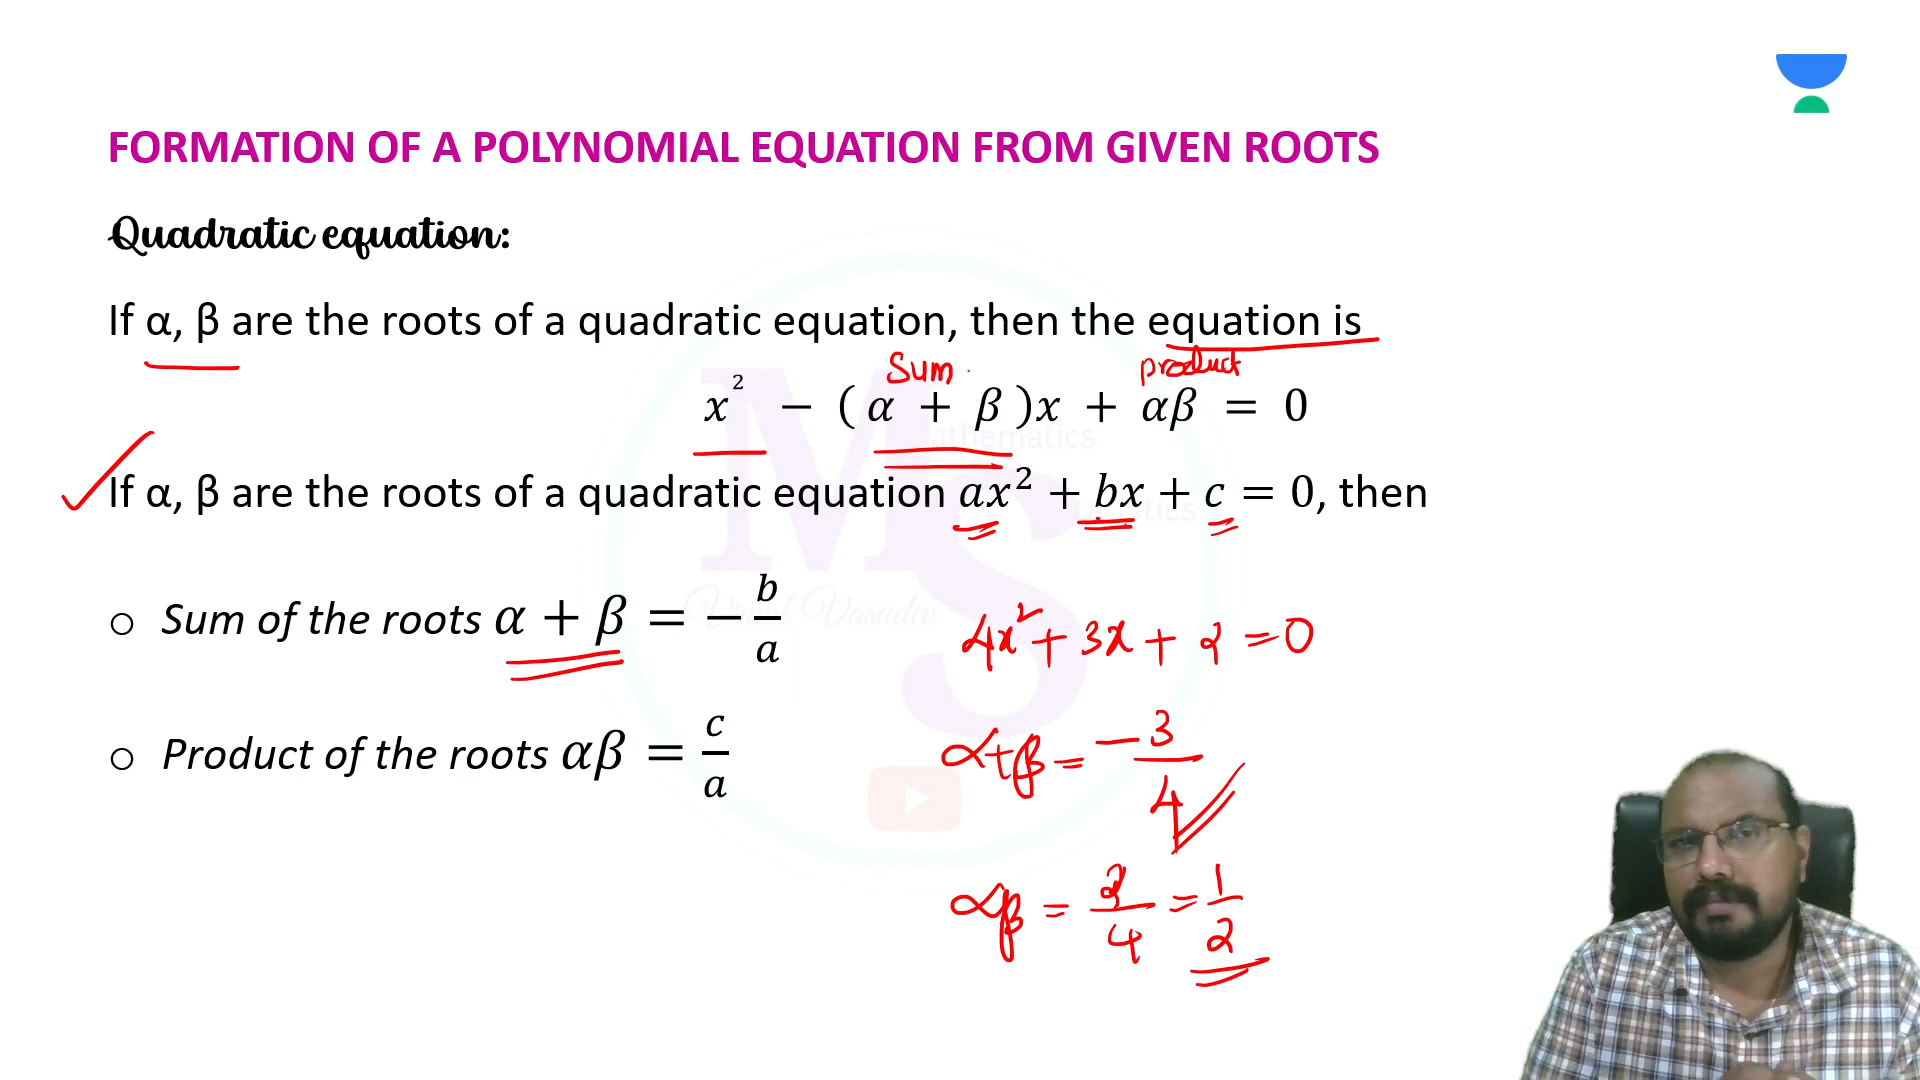 FORMATION OF A POLYNOMIAL EQUATION FROM GIVEN ROOTS
Quadratic equation:
If α, β are the roots of a quadratic equation, then the equation is
Sum product
x² − ( α + β )x + αβ = 0
athematics
If α, β are the roots of a quadratic equation ax² + bx + c = 0, then
Sum of the roots α + β = − b/a
4x² + 3x + 2 = 0
Product of the roots αβ = c/a
α+β = −3/4
αβ = 2/4 = 1/2
MS